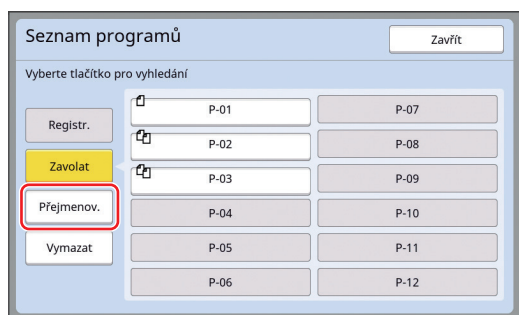 Seznam programů
Zavřít
Vyberte tlačítko pro vyhledání
Registr.
Zavolat
Přejmenov.
Vymazat
P-01
P-02
P-03
P-04
P-05
P-06
P-07
P-08
P-09
P-10
P-11
P-12